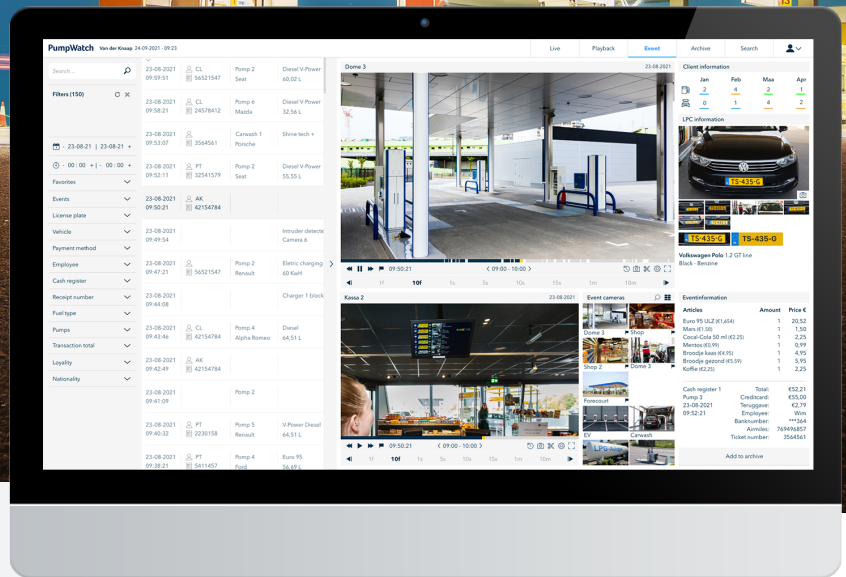 PumpWatch Van der Knaap 24-09-2021 - 09:23
Live Playback Event Archive Search
Search...
Filters (150)
- 23-08-21 | 23-08-21 +
- 00:00 + | - 00:00 +
Favorites
Events
License plate
Vehicle
Payment method
Employee
Cash register
Receipt number
Fuel type
Pumps
Transaction total
Loyality
Nationality
23-08-2021 CL Pomp 2 Diesel V-Power
09:59:51 56521547 Seat 60,02 L
23-08-2021 CL Pomp 6 Diesel V-Power
09:58:21 24578412 Mazda 32,56 L
23-08-2021 Carwash 1 Shine tech +
09:53:07 3564561 Porsche
23-08-2021 PT Pomp 2 Diesel V-Power
09:52:11 32541579 Seat 55,55 L
23-08-2021 AK
09:50:21 42154784
23-08-2021 Intruder detecte
09:49:54 Camera 6
23-08-2021 Pomp 2 Eletric charging
09:47:21 56521547 Renault 60 KwH
23-08-2021 Charger 1 block
09:44:08
23-08-2021 CL Pomp 4 Diesel
09:43:46 42154784 Alpha Romeo 64,51 L
23-08-2021 AK
09:42:49 42154784
23-08-2021 Pomp 2
09:41:09
23-08-2021 PT Pomp 5 V-Power Diesel
09:40:32 2230158 Renault 64,51 L
23-08-2021 PT Pomp 4 Euro 95
09:38:21 5411457 Ford 56,69 L
Dome 3 23-08-2021
09:50:21 < 09:00 - 10:00 >
1f 10f 1s 5s 10s 15s 1m 10m
Kassa 2 23-08-2021
09:50:21 < 09:00 - 10:00 >
1f 10f 1s 5s 10s 15s 1m 10m
Event cameras
Dome 3 Shop
Shop 2 Dome 3
Forecourt
EV Carwash
LPG
Client information
Jan Feb Maa Apr
2 4 2 1
0 1 4 2
LPC information
TS-435-G
TS-435-G TS-435-G
Volkswagen Polo 1.2 GT line
Black - Benzine
Eventinformation
Articles Amount Price €
Euro 95 ULZ (€1,654) 1 20,52
Mars (€1.50) 1 1,50
Cocal-Cola 50 ml (€2.25) 1 2,25
Mentos (€0,99) 1 0,99
Broodje kaas (€4.95) 1 4,95
Broodje gezond (€5.59) 1 5,95
Koffie (€2,25) 1 2,25
Cash register 1 Total: €52,21
Pump 3 Creditcard: €55,00
23-08-2021 Teruggave: €2,79
09:52:21 Employee: Wim
Banknumber: ***364
Airmiles: 769496857
Ticket number: 3564561
Add to archive